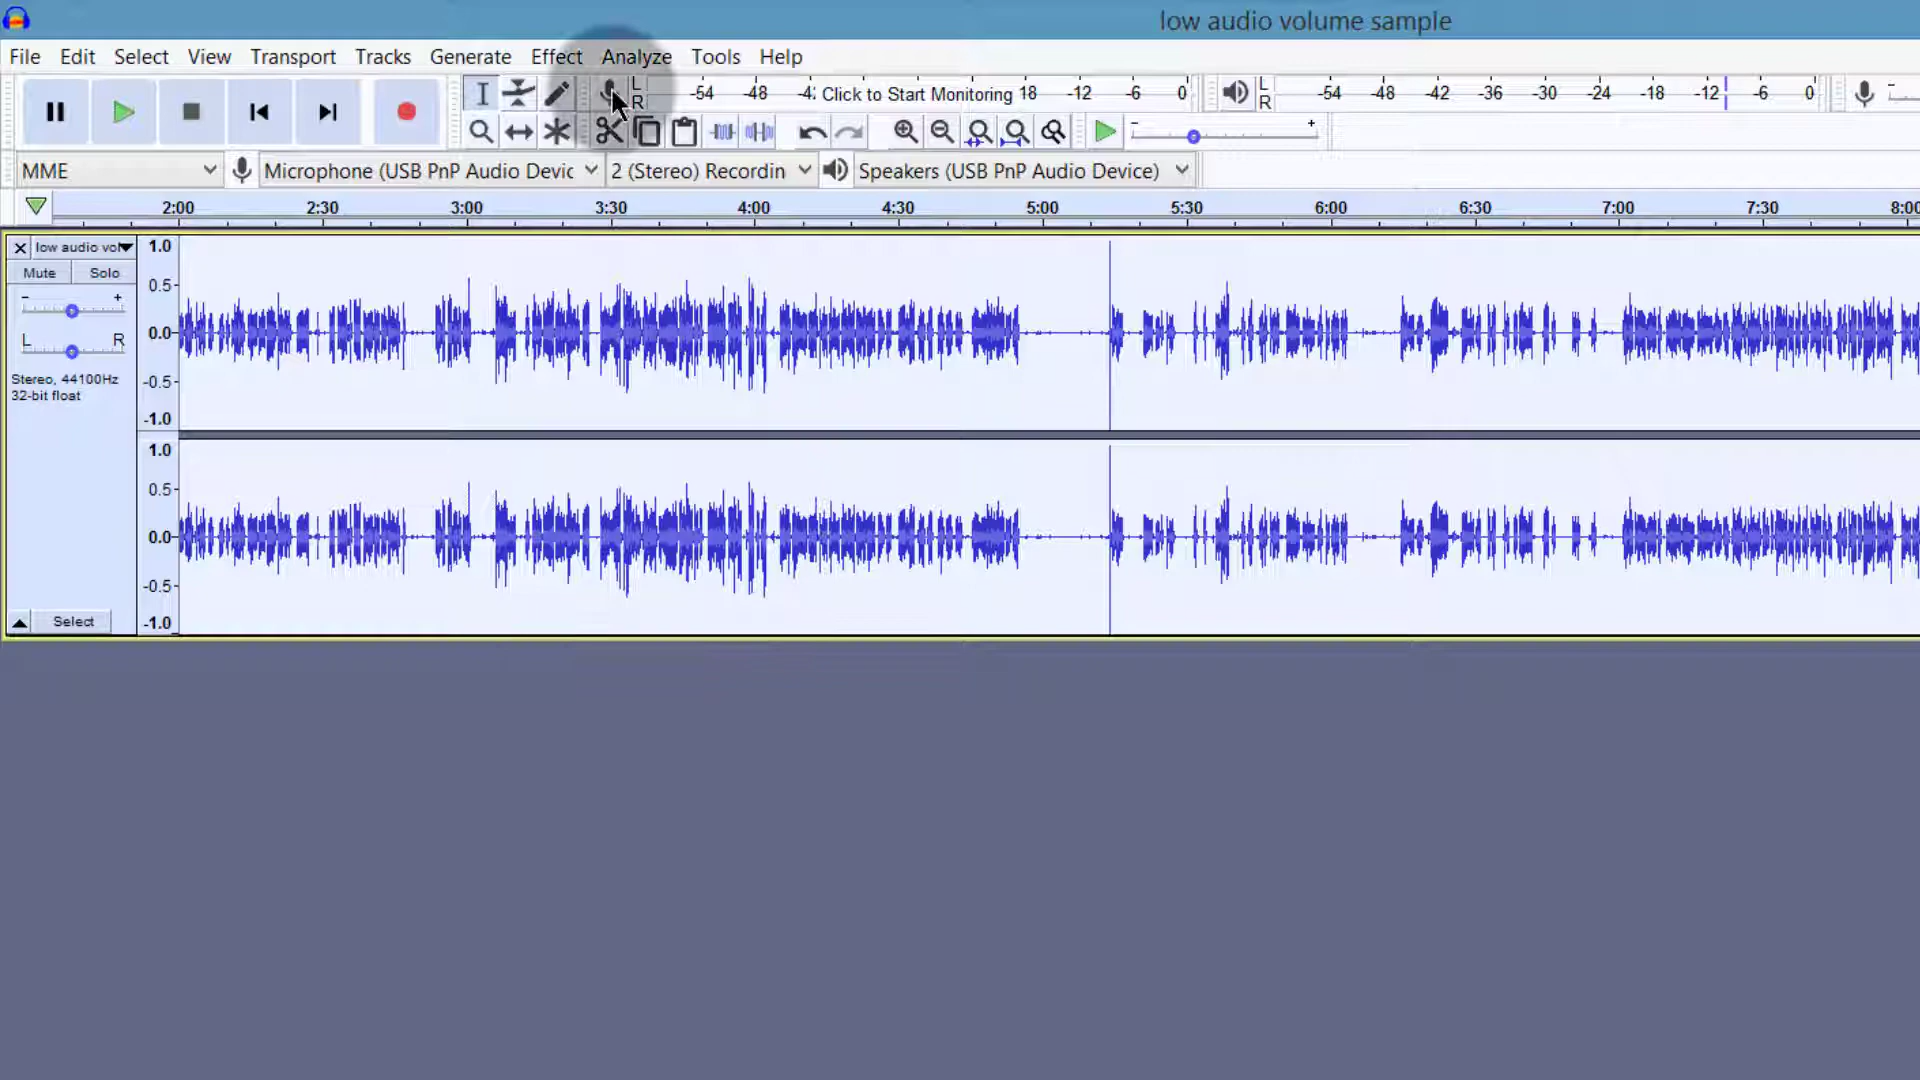 low audio volume sample
File Edit Select View Transport Tracks Generate Effect Analyze Tools Help
L
R
-54 -48 -4 Click to Start Monitoring 18 -12 -6 0
L
R
-54 -48 -42 -36 -30 -24 -18 -12 -6 0
- +
MME
Microphone (USB PnP Audio Devic
2 (Stereo) Recordin
Speakers (USB PnP Audio Device)
2:00 2:30 3:00 3:30 4:00 4:30 5:00 5:30 6:00 6:30 7:00 7:30 8:00
low audio vol
Mute Solo
- +
L R
Stereo, 44100Hz
32-bit float
Select
1.0
0.5
0.0
-0.5
-1.0
1.0
0.5
0.0
-0.5
-1.0